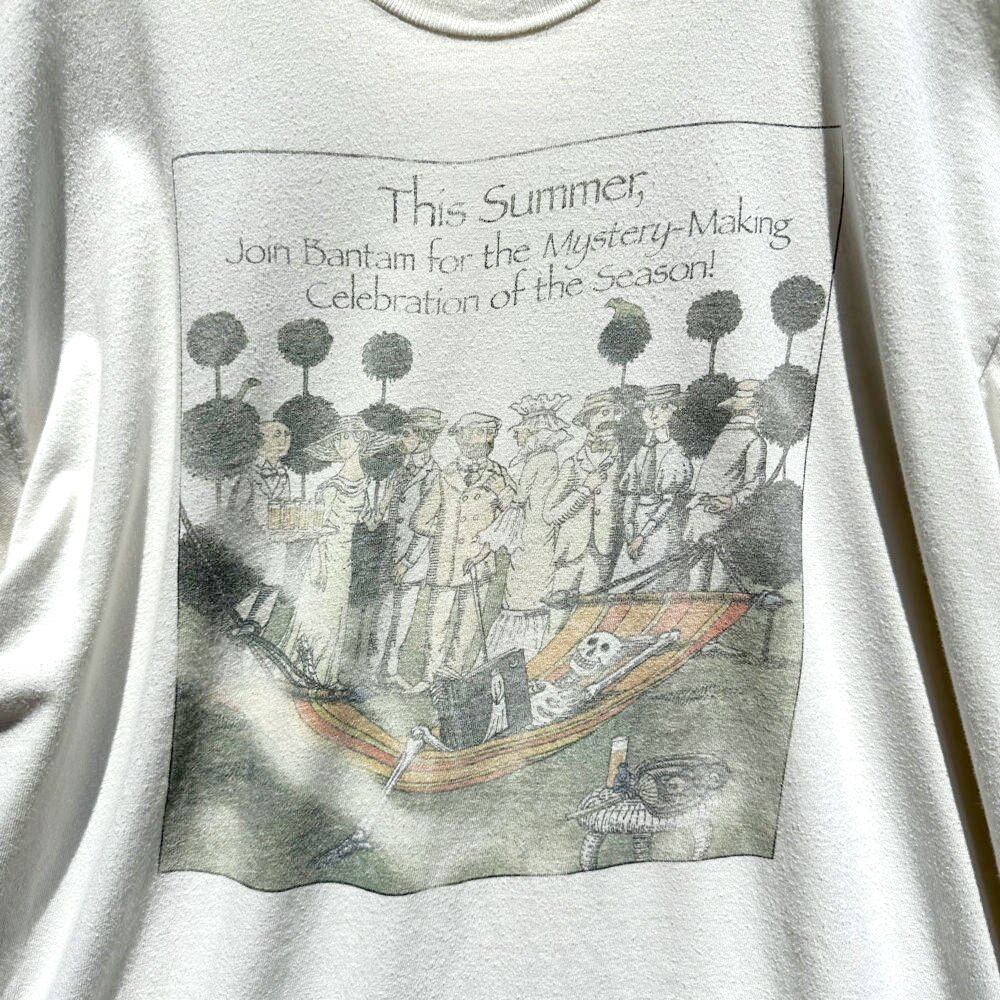 This Summer,
Join Bantam for the Mystery-Making
Celebration of the Season!